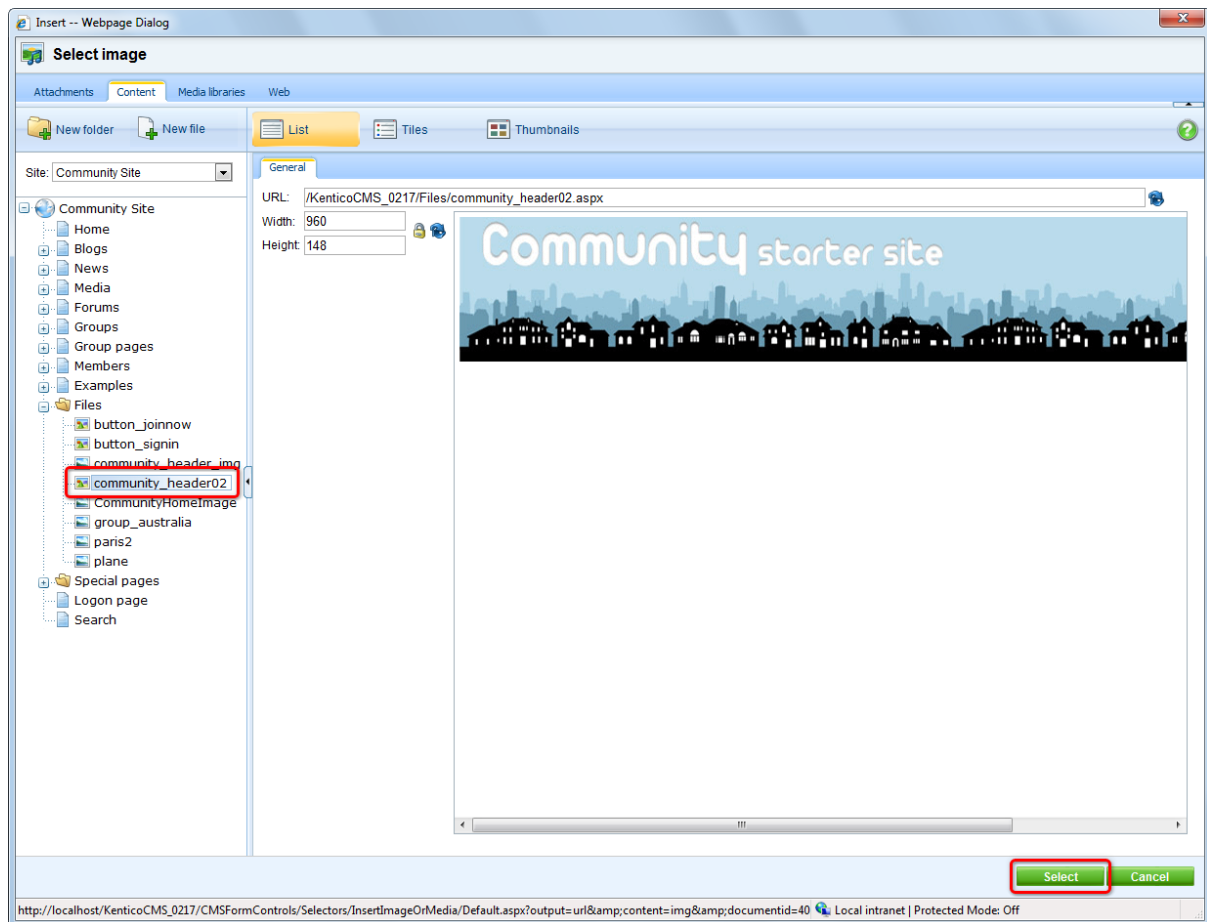 Insert -- Webpage Dialog
x
Select image
Attachments Content Media libraries Web
New folder New file List Tiles Thumbnails ?
Site: Community Site
General
URL: /KenticoCMS_0217/Files/community_header02.aspx
Width: 960
Height: 148
Community starter site
Community Site
Home
Blogs
News
Media
Forums
Groups
Group pages
Members
Examples
Files
button_joinnow
button_signin
community_header_img
community_header02
CommunityHomeImage
group_australia
paris2
plane
Special pages
Logon page
Search
Select Cancel
http://localhost/KenticoCMS_0217/CMSFormControls/Selectors/InsertImageOrMedia/Default.aspx?output=url&amp;content=img&amp;documentid=40 Local intranet | Protected Mode: Off